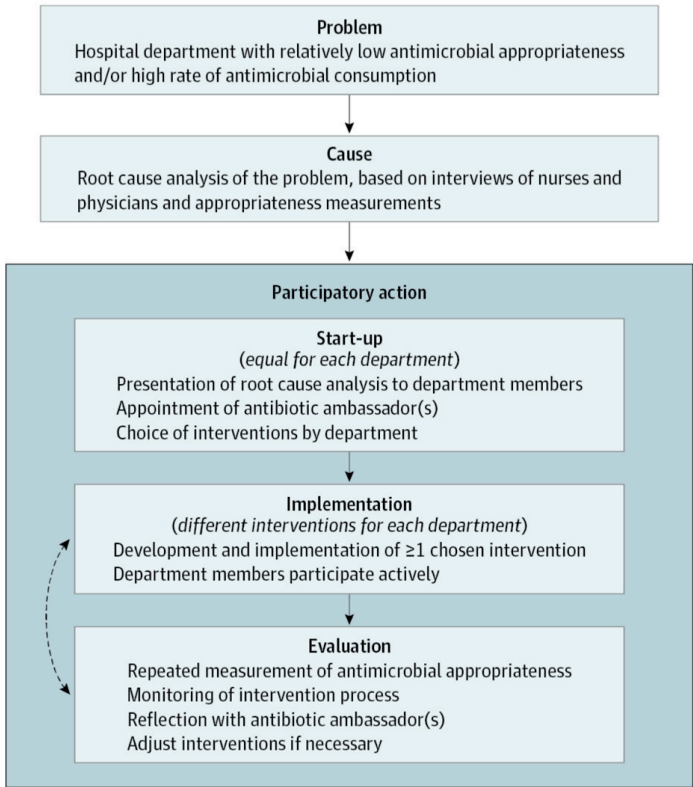 Problem
Hospital department with relatively low antimicrobial appropriateness
and/or high rate of antimicrobial consumption
Cause
Root cause analysis of the problem, based on interviews of nurses and
physicians and appropriateness measurements
Participatory action
Start-up
(equal for each department)
Presentation of root cause analysis to department members
Appointment of antibiotic ambassador(s)
Choice of interventions by department
Implementation
(different interventions for each department)
Development and implementation of ≥1 chosen intervention
Department members participate actively
Evaluation
Repeated measurement of antimicrobial appropriateness
Monitoring of intervention process
Reflection with antibiotic ambassador(s)
Adjust interventions if necessary